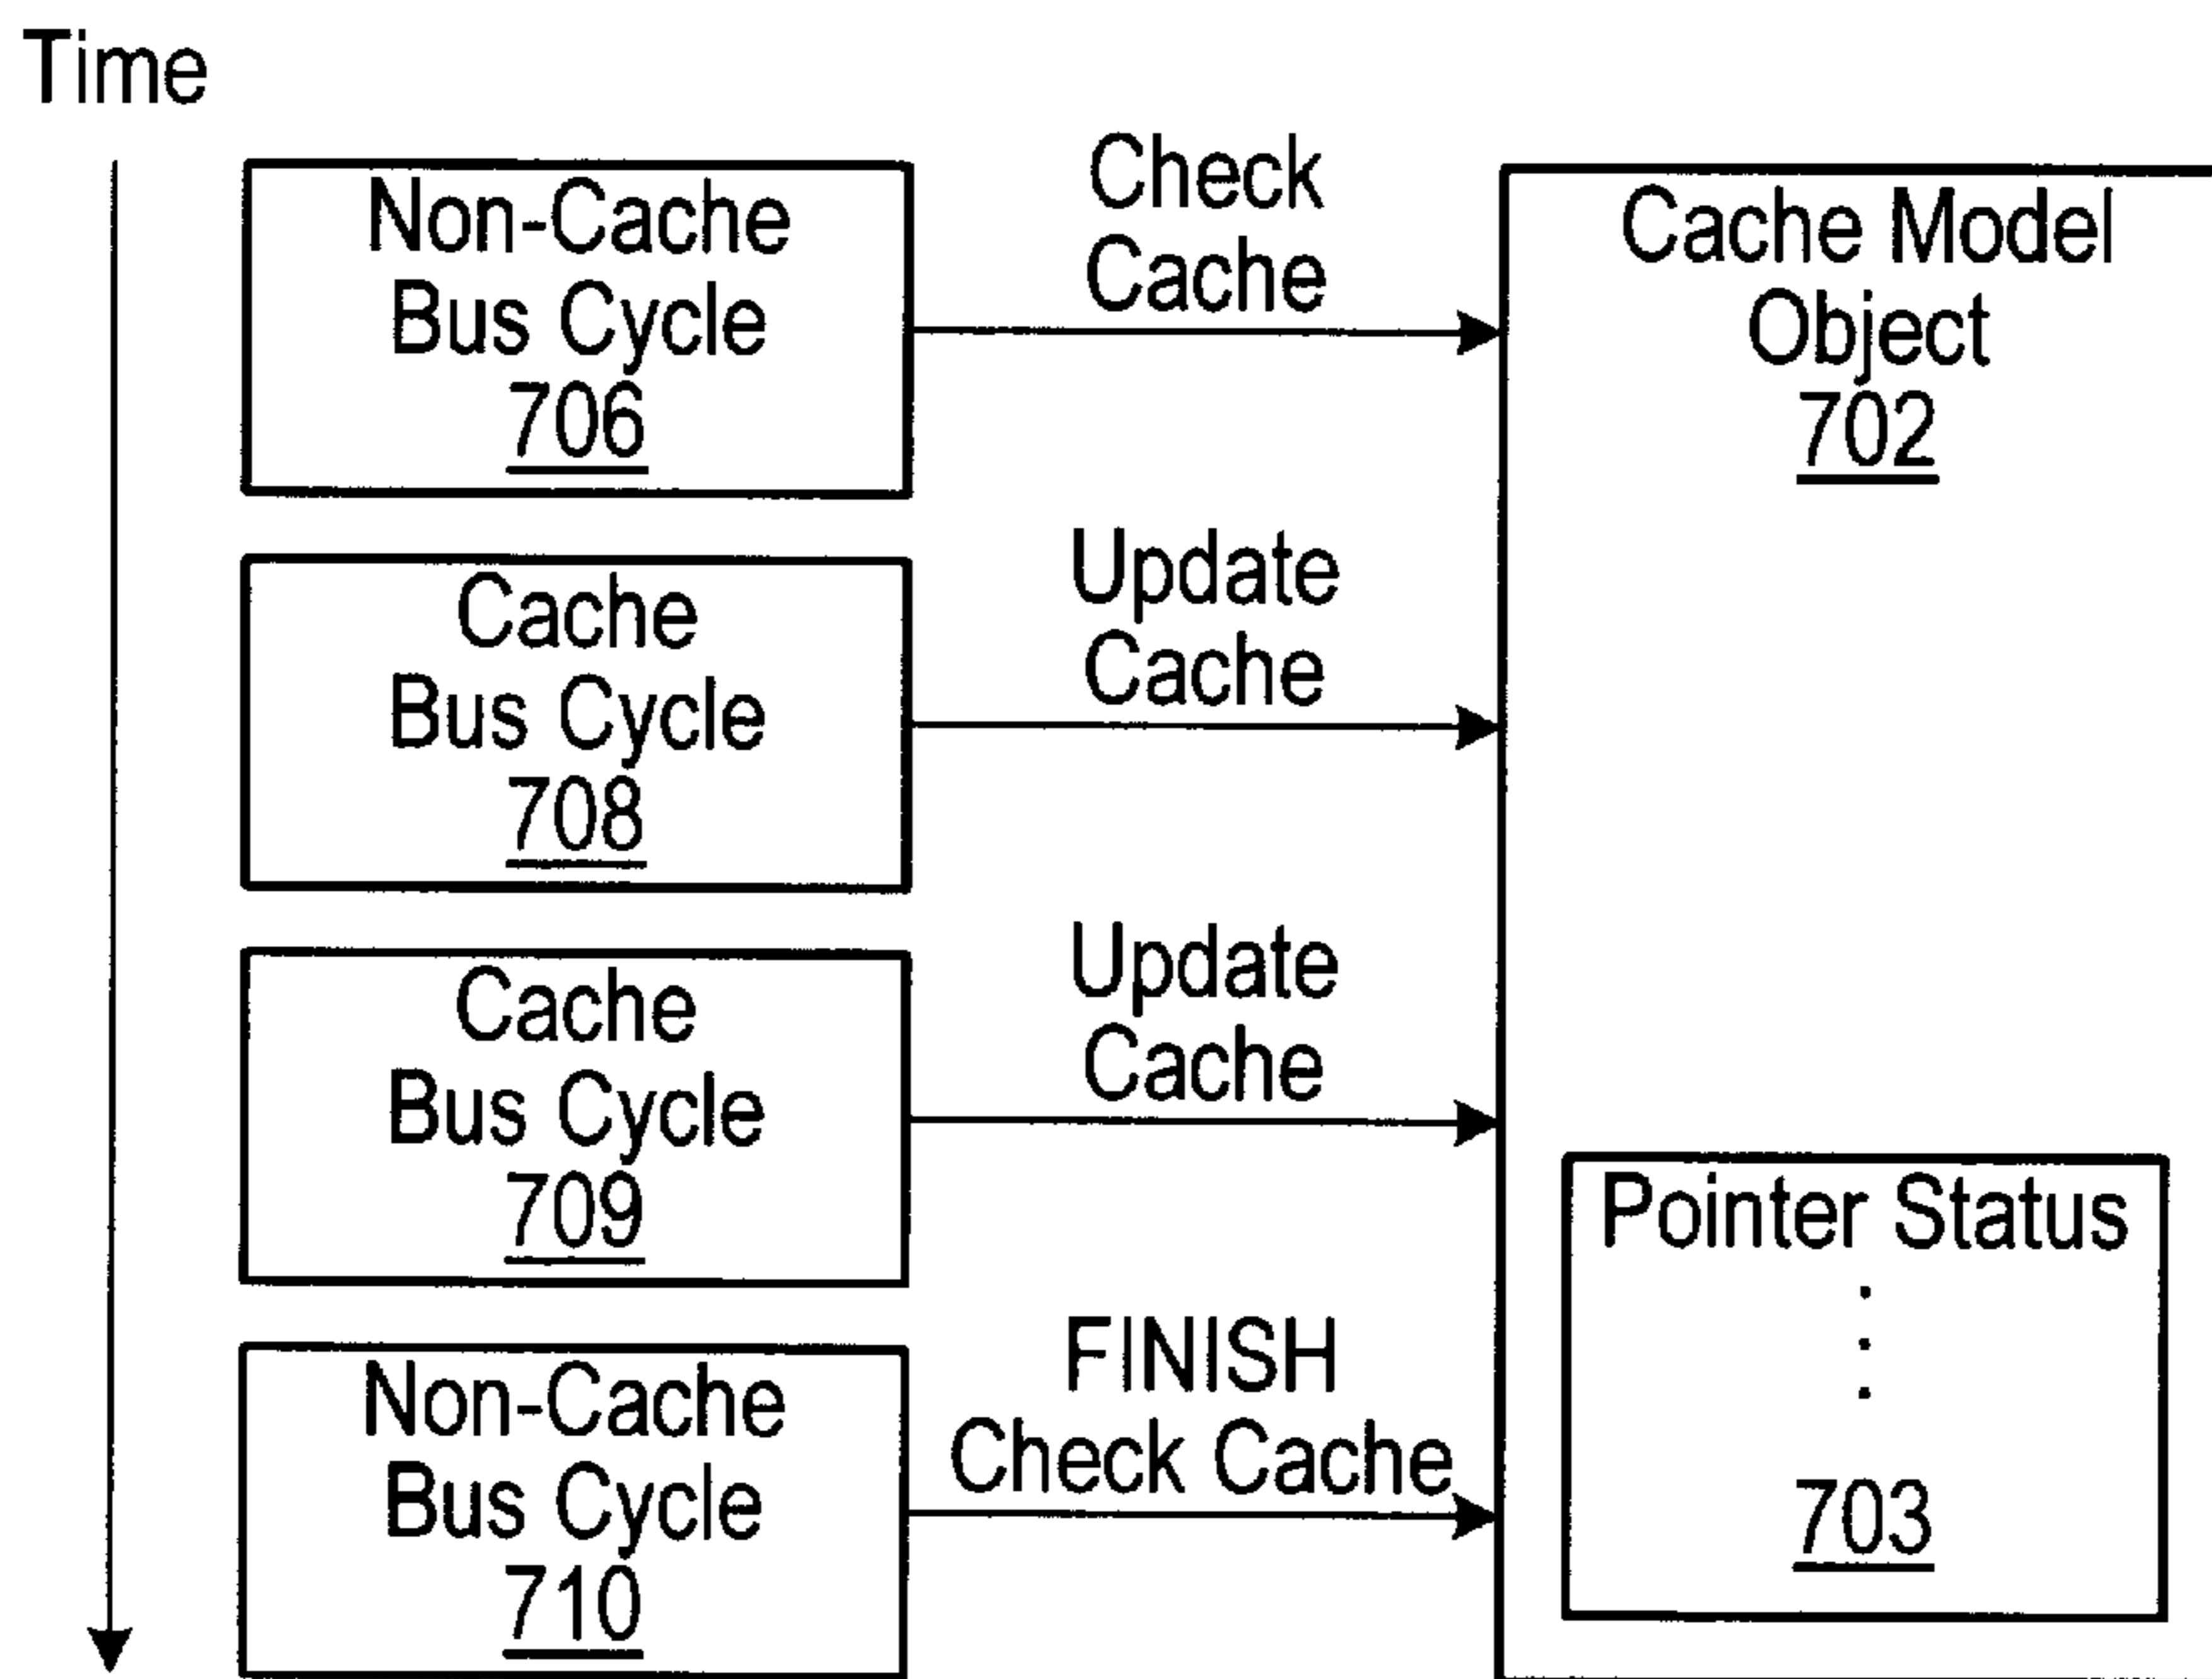 Time
Non-Cache
Bus Cycle
706
Check
Cache
Cache Model
Object
702
Cache
Bus Cycle
708
Update
Cache
Cache
Bus Cycle
709
Update
Cache
Pointer Status
703
Non-Cache
Bus Cycle
710
FINISH
Check Cache